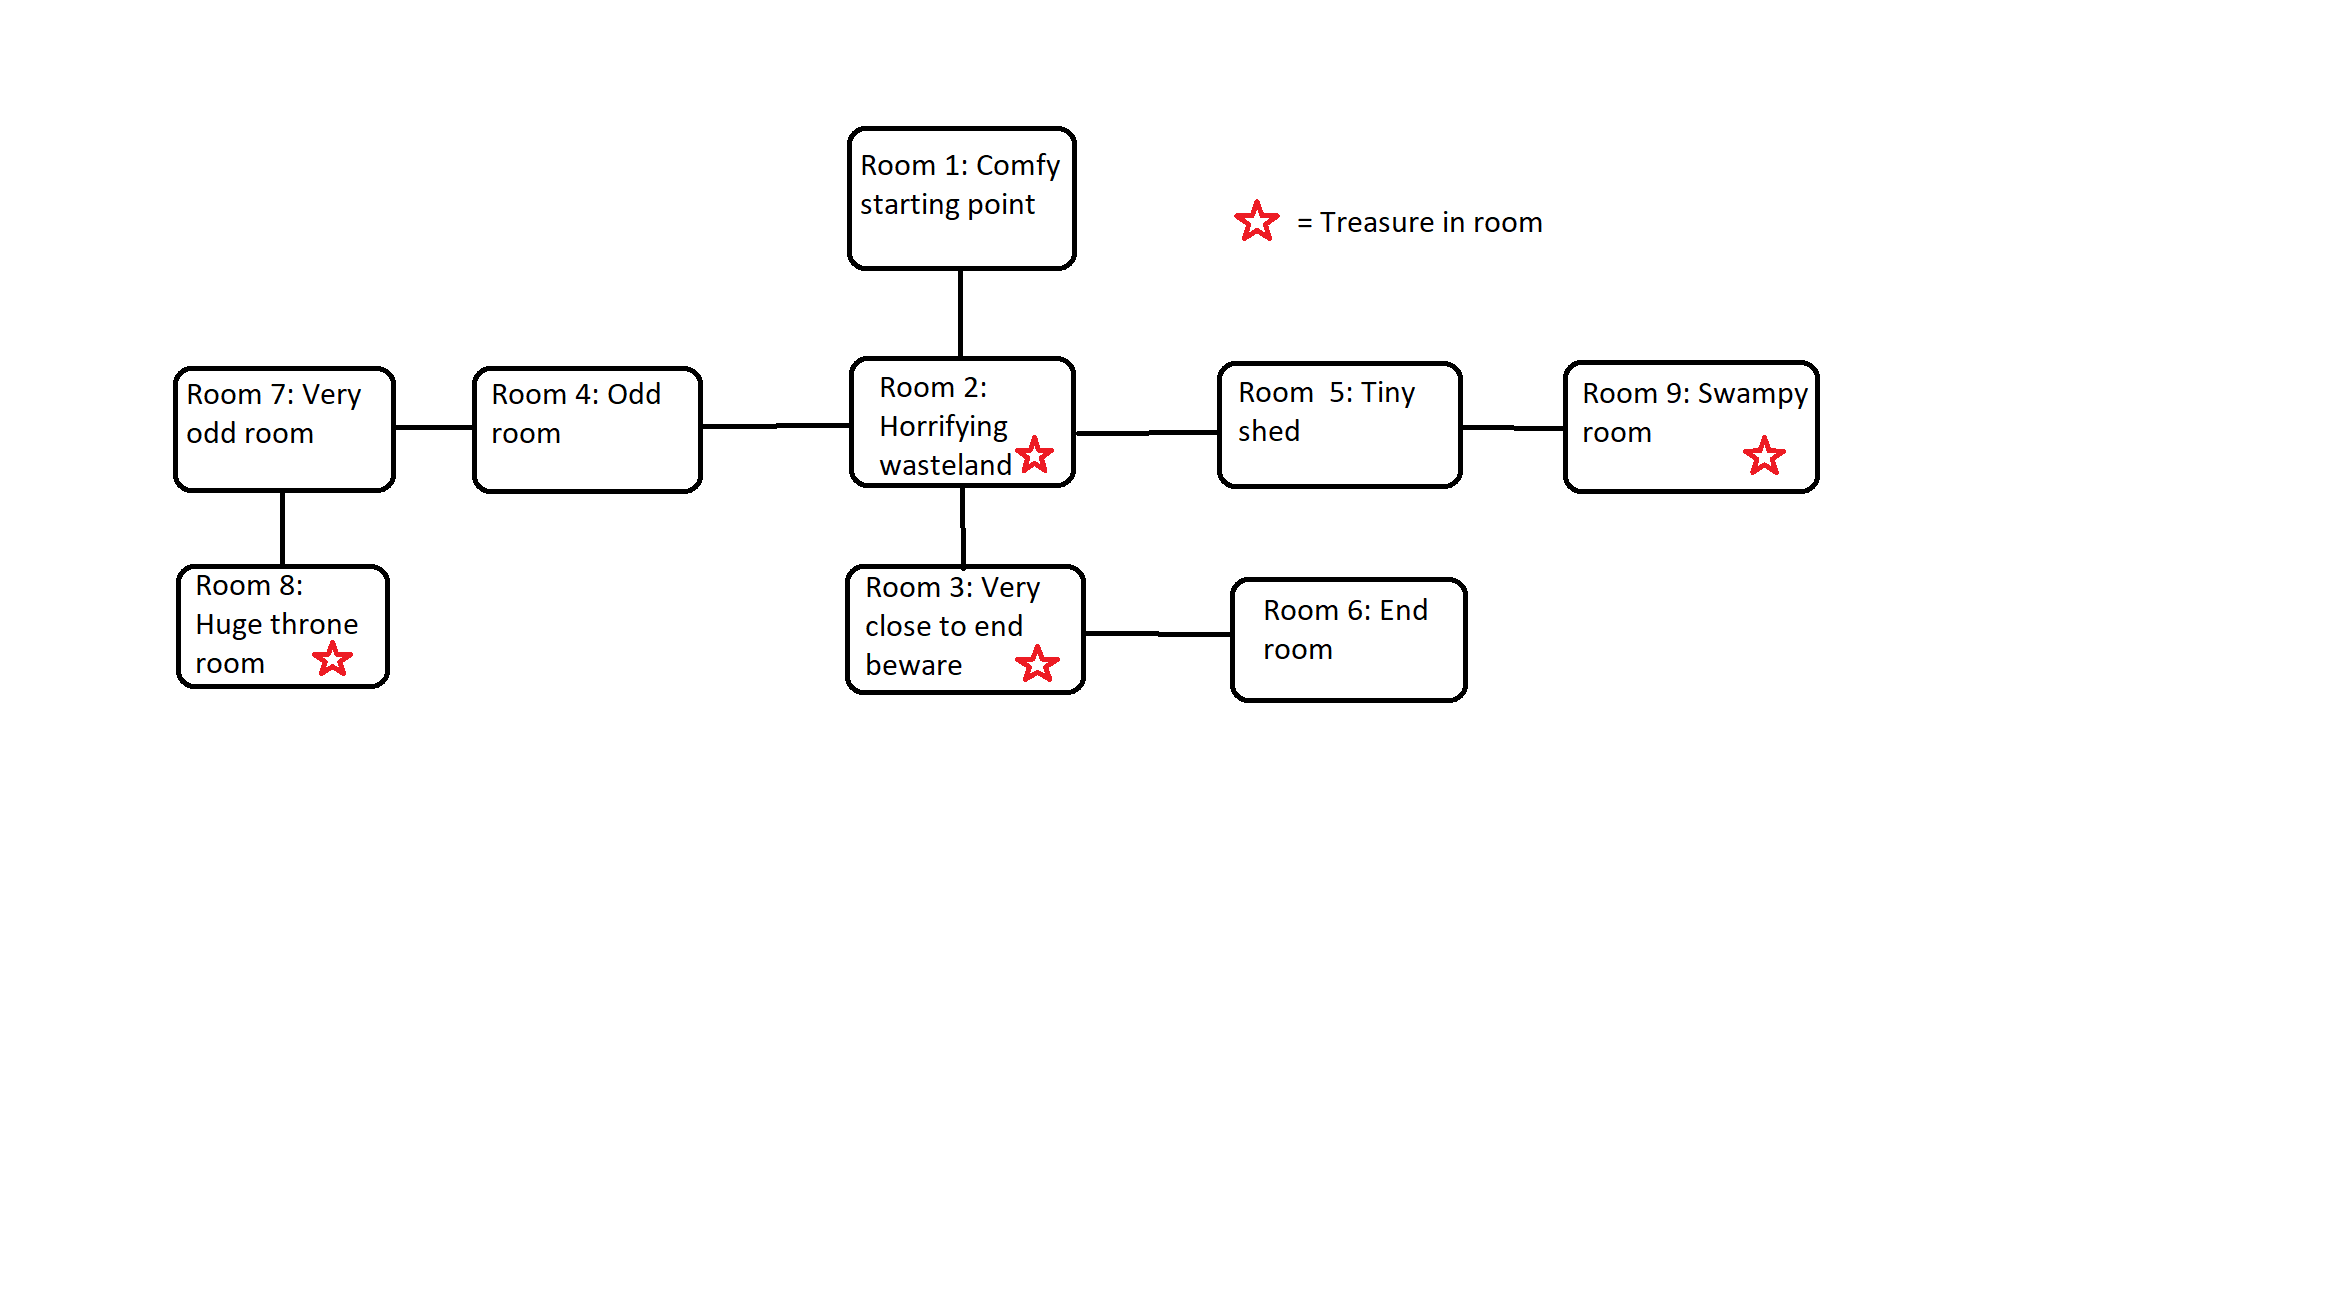 Room 1: Comfy
starting point
= Treasure in room
Room 7: Very
odd room
Room 4: Odd
room
Room 2:
Horrifying
wasteland
Room  5: Tiny
shed
Room 9: Swampy
room
Room 8:
Huge throne
room
Room 3: Very
close to end
beware
Room 6: End
room